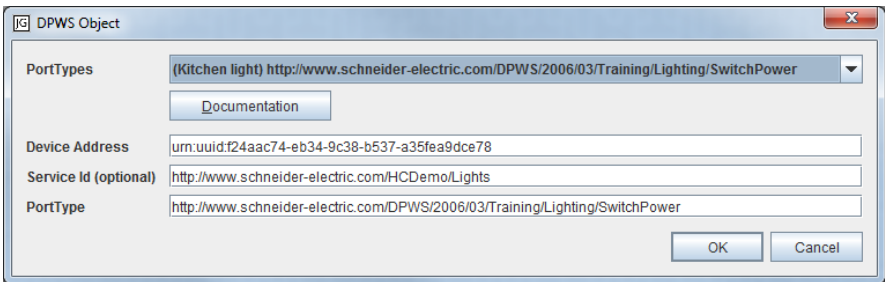 JG DPWS Object
PortTypes (Kitchen light) http://www.schneider-electric.com/DPWS/2006/03/Training/Lighting/SwitchPower
Documentation
Device Address urn:uuid:f24aac74-eb34-9c38-b537-a35fea9dce78
Service Id (optional) http://www.schneider-electric.com/HCDemo/Lights
PortType http://www.schneider-electric.com/DPWS/2006/03/Training/Lighting/SwitchPower
OK Cancel